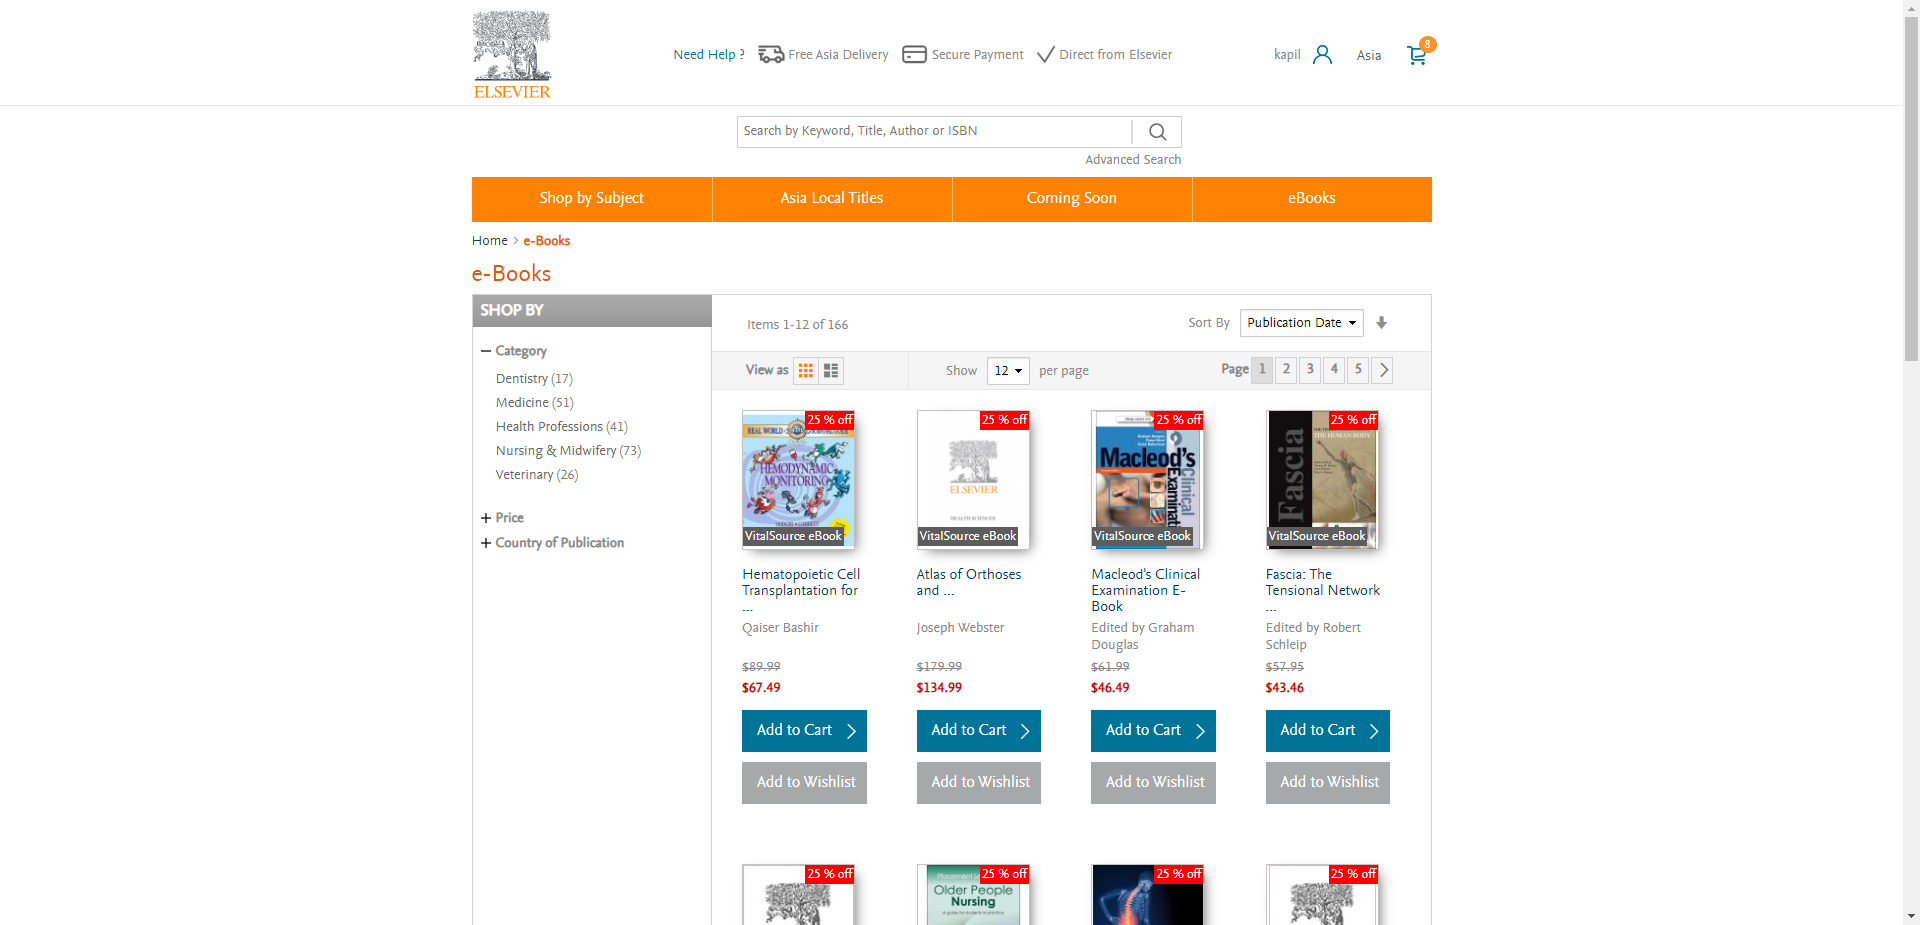 ELSEVIER
Need Help ?
Free Asia Delivery
Secure Payment
Direct from Elsevier
kapil
Asia
8
Search by Keyword, Title, Author or ISBN
Advanced Search
Shop by Subject
Asia Local Titles
Coming Soon
eBooks
Home > e-Books
e-Books
SHOP BY
Category
Dentistry (17)
Medicine (51)
Health Professions (41)
Nursing & Midwifery (73)
Veterinary (26)
Price
Country of Publication
Items 1-12 of 166
Sort By Publication Date
View as
Show 12 per page
Page 1 2 3 4 5
25 % off
HEMODYNAMIC
MONITORING
VitalSource eBook
Hematopoietic Cell
Transplantation for
...
Qaiser Bashir
$89.99
$67.49
Add to Cart
Add to Wishlist
25 % off
ELSEVIER
HEALTH SCIENCES
VitalSource eBook
Atlas of Orthoses
and ...
Joseph Webster
$179.99
$134.99
Add to Cart
Add to Wishlist
25 % off
Macleod's
Clinical
Examinati
VitalSource eBook
Macleod's Clinical
Examination E-
Book
Edited by Graham
Douglas
$61.99
$46.49
Add to Cart
Add to Wishlist
25 % off
THE HUMAN BODY
Fascia
VitalSource eBook
Fascia: The
Tensional Network
...
Edited by Robert
Schleip
$57.95
$43.46
Add to Cart
Add to Wishlist
25 % off
25 % off
Older People
Nursing
A guide for students in practice
25 % off
25 % off